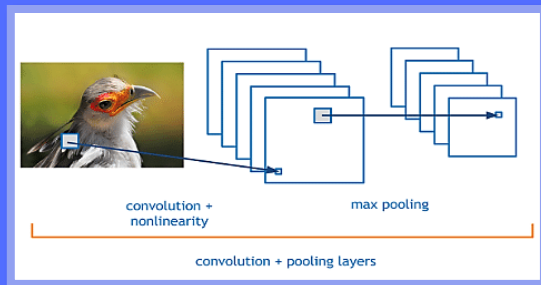 convolution +
nonlinearity
max pooling
convolution + pooling layers